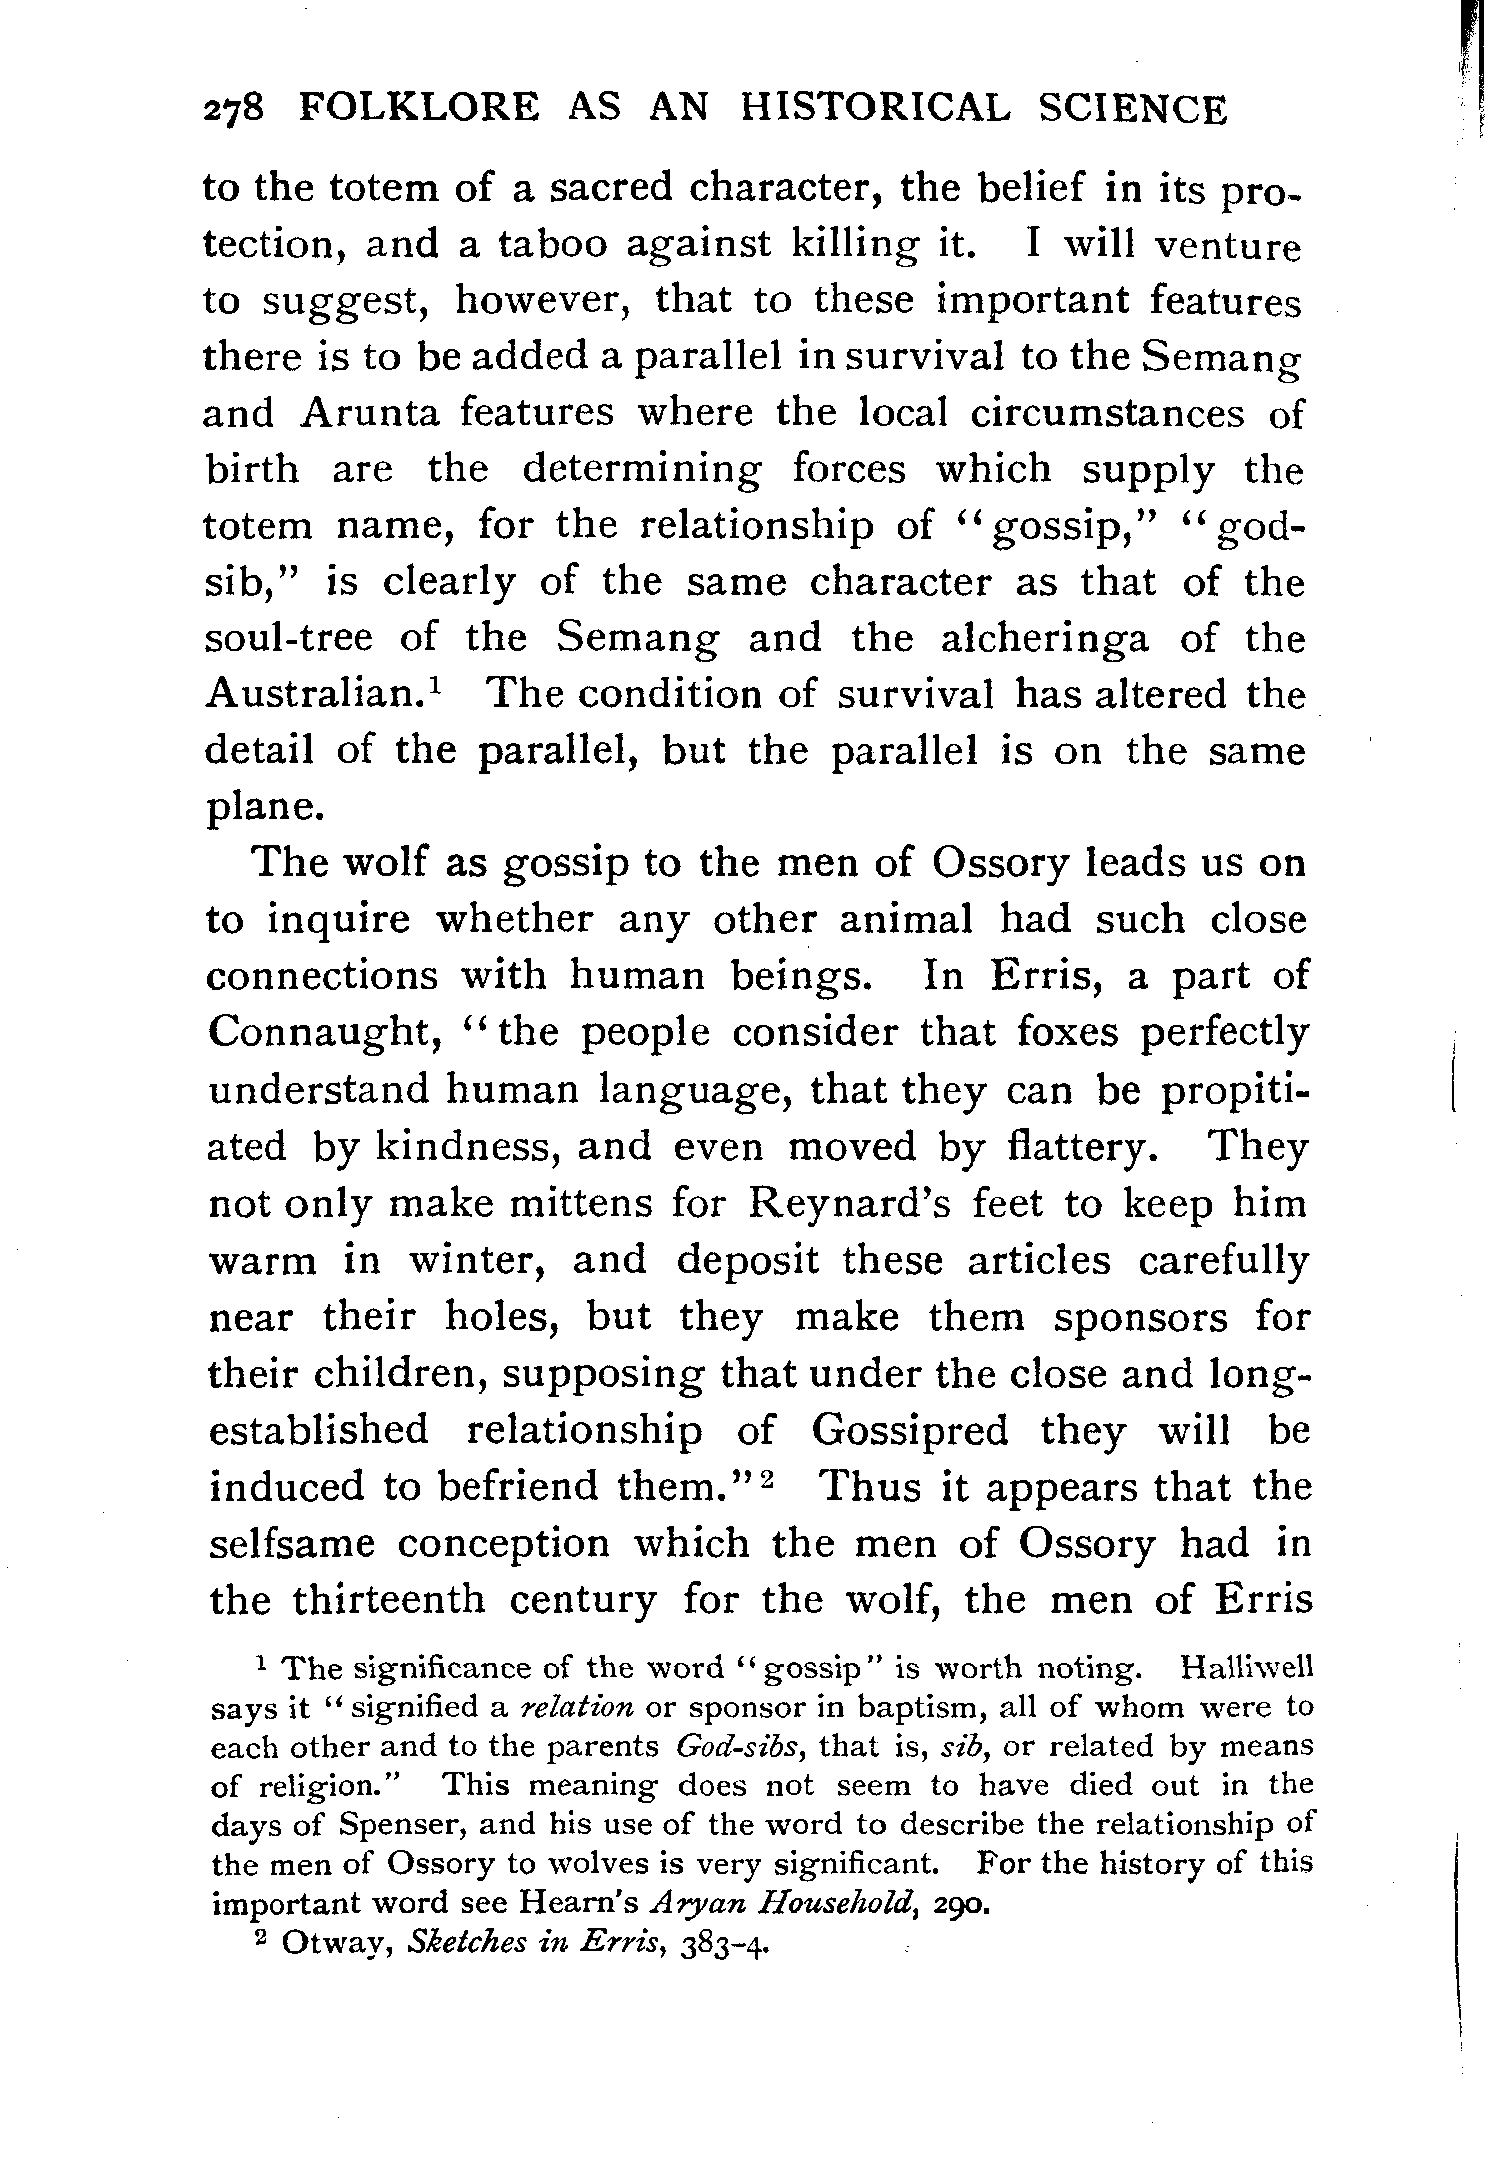 278 FOLKLORE AS AN HISTORICAL SCIENCE
to the totem of a sacred character, the belief in its pro-
tection, and a taboo against killing it. I will venture
to suggest, however, that to these important features
there is to be added a parallel in survival to the Semang
and Arunta features where the local circumstances of
birth are the determining forces which supply the
totem name, for the relationship of “gossip,” “god-
sib,” is clearly of the same character as that of the
soul-tree of the Semang and the alcheringa of the
Australian.¹ The condition of survival has altered the
detail of the parallel, but the parallel is on the same
plane.
The wolf as gossip to the men of Ossory leads us on
to inquire whether any other animal had such close
connections with human beings. In Erris, a part of
Connaught, “the people consider that foxes perfectly
understand human language, that they can be propiti-
ated by kindness, and even moved by flattery. They
not only make mittens for Reynard’s feet to keep him
warm in winter, and deposit these articles carefully
near their holes, but they make them sponsors for
their children, supposing that under the close and long-
established relationship of Gossipred they will be
induced to befriend them.”² Thus it appears that the
selfsame conception which the men of Ossory had in
the thirteenth century for the wolf, the men of Erris
¹ The significance of the word “gossip” is worth noting. Halliwell
says it “signified a relation or sponsor in baptism, all of whom were to
each other and to the parents God-sibs, that is, sib, or related by means
of religion.” This meaning does not seem to have died out in the
days of Spenser, and his use of the word to describe the relationship of
the men of Ossory to wolves is very significant. For the history of this
important word see Hearn’s Aryan Household, 290.
² Otway, Sketches in Erris, 383–4.